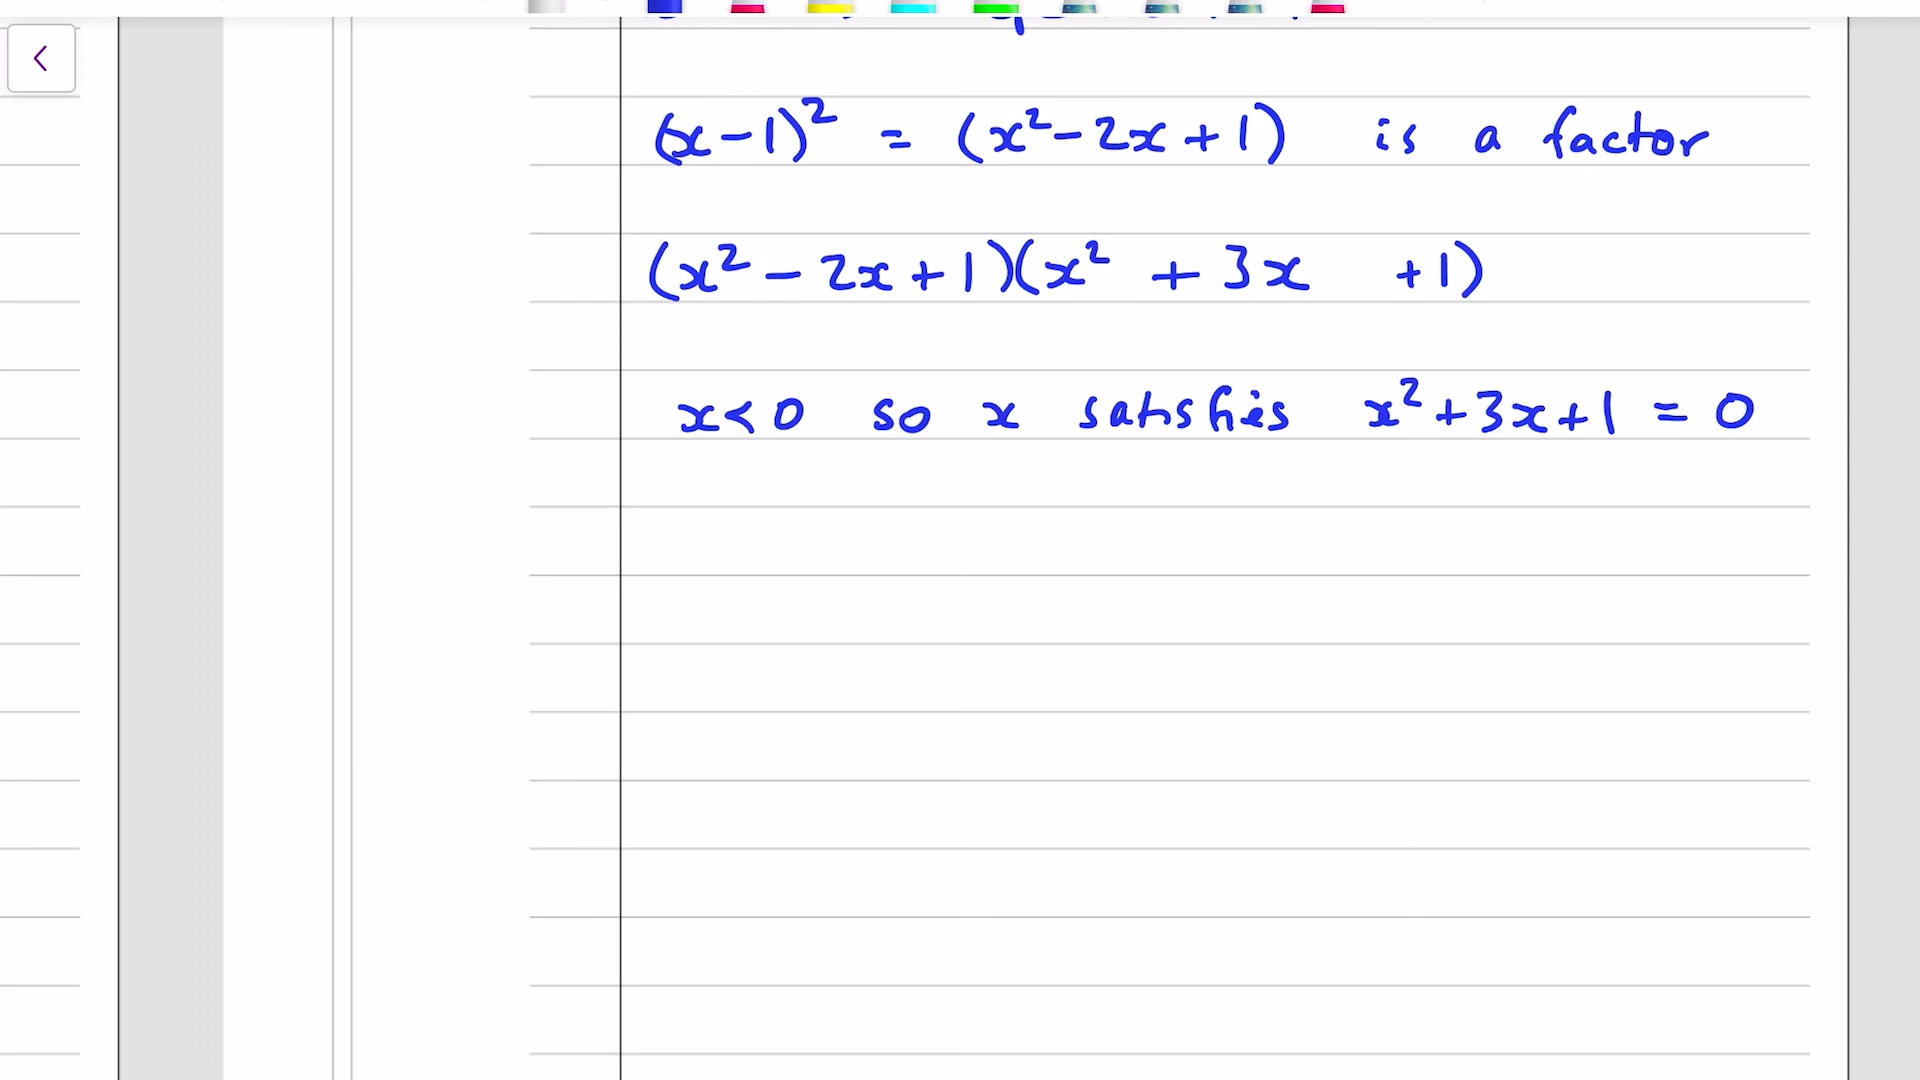 (x-1)² = (x²-2x+1) is a factor
(x² - 2x + 1)(x² + 3x +1)
x<0 so x satisfies x²+3x+1 = 0